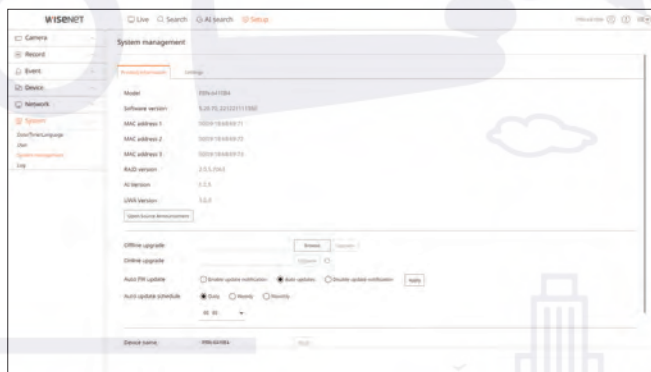 WISENET Live Search AI search Setup
Camera
Record
Event
Device
Network
System
Date/Time/Language
User
System management
Log
System management
Product information Settings
Model
Software version
MAC address 1
MAC address 2
MAC address 3
RAID version
AI Version
UWA Version
Open Source Announcement
Offline upgrade Browse Upgrade
Online upgrade Upgrade
Auto FW update Enable update notification Auto updates Disable update notification Apply
Auto update schedule Daily Weekly Monthly
Device name